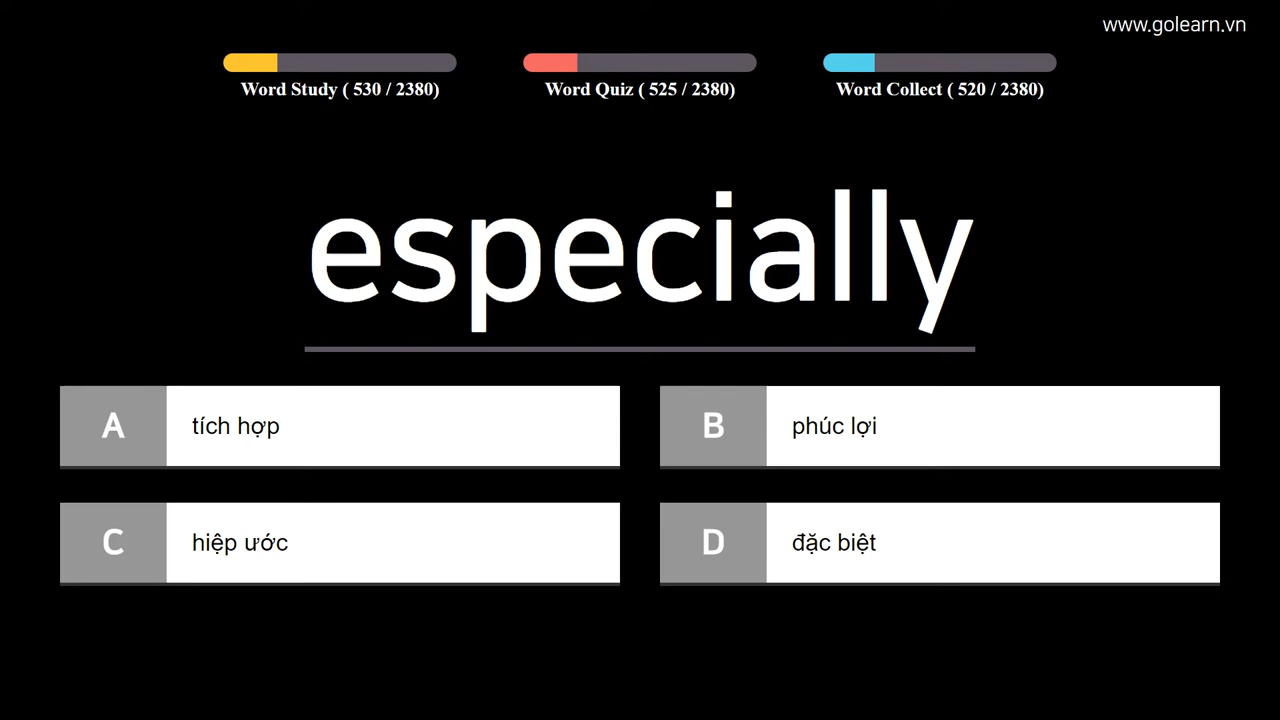 www.golearn.vn
Word Study ( 530 / 2380)
Word Quiz ( 525 / 2380)
Word Collect ( 520 / 2380)
especially
A tích hợp
B phúc lợi
C hiệp ước
D đặc biệt